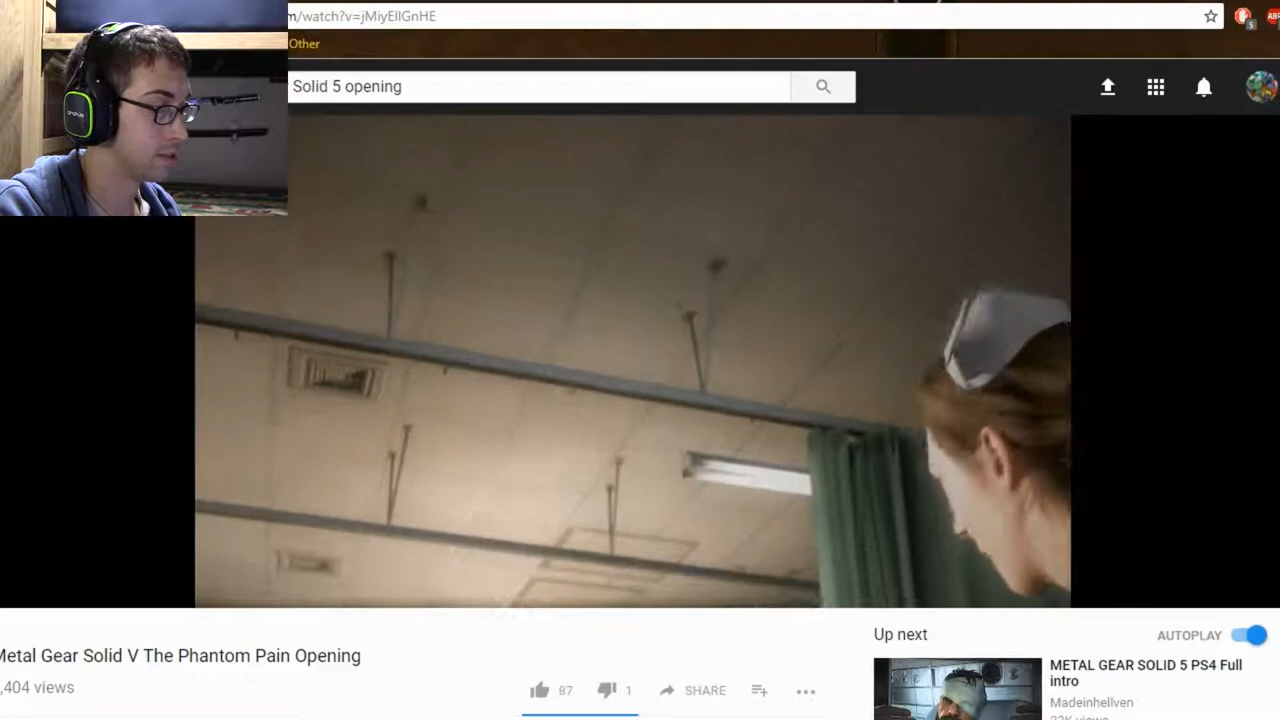 m/watch?v=jMiyEllGnHE
Other
Solid 5 opening
Metal Gear Solid V The Phantom Pain Opening
,404 views
87
1
SHARE
Up next
AUTOPLAY
METAL GEAR SOLID 5 PS4 Full
intro
Madeinhellven